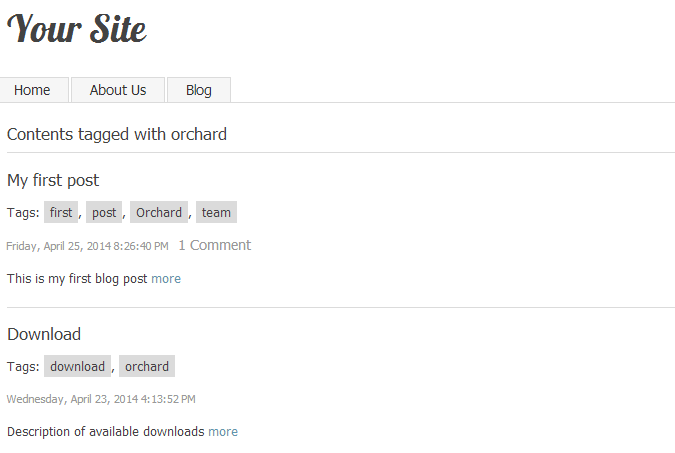 Your Site
Home About Us Blog
Contents tagged with orchard
My first post
Tags: first, post, Orchard, team
Friday, April 25, 2014 8:26:40 PM 1 Comment
This is my first blog post more
Download
Tags: download, orchard
Wednesday, April 23, 2014 4:13:52 PM
Description of available downloads more